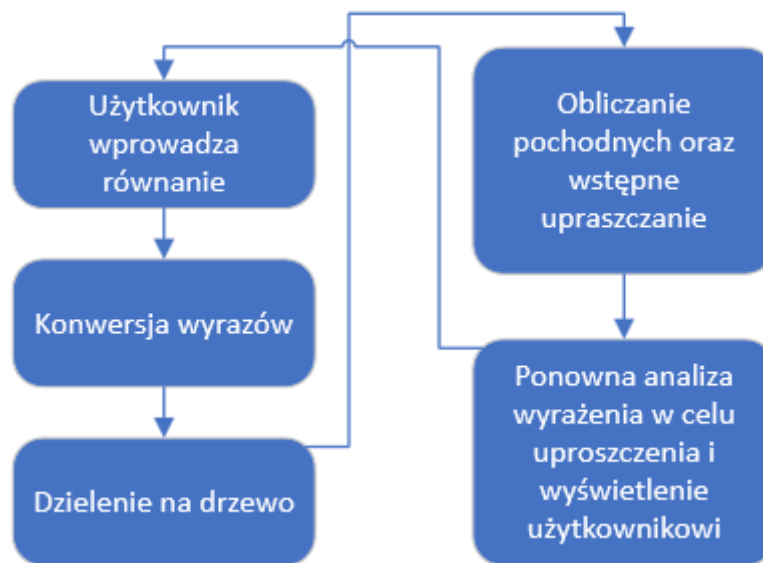 Użytkownik
wprowadza
równanie
Konwersja wyrazów
Dzielenie na drzewo
Obliczanie
pochodnych oraz
wstępne
upraszczanie
Ponowna analiza
wyrażenia w celu
uproszczenia i
wyświetlenie
użytkownikowi